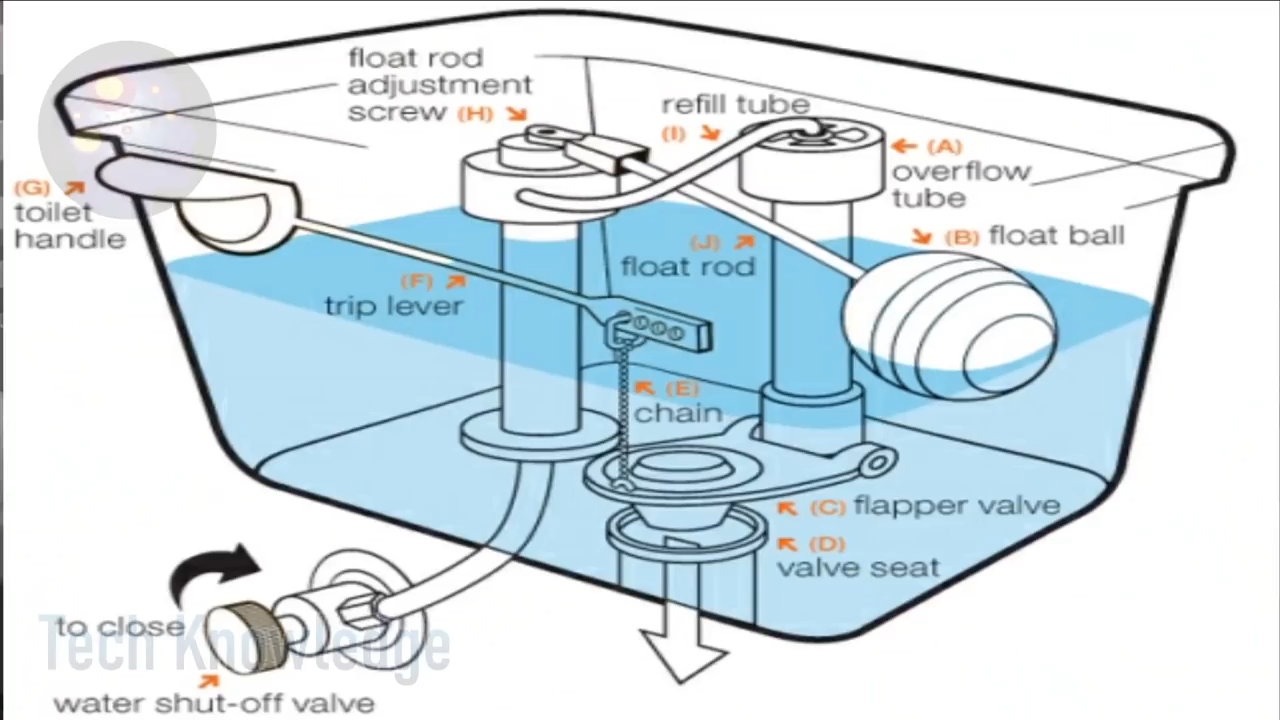 float rod
adjustment
screw (H)
refill tube
(I)
(A)
overflow
tube
(G)
toilet
handle
(B) float ball
(J)
float rod
(F)
trip lever
(E)
chain
(C) flapper valve
(D)
valve seat
to close
Tech Knowledge
water shut-off valve